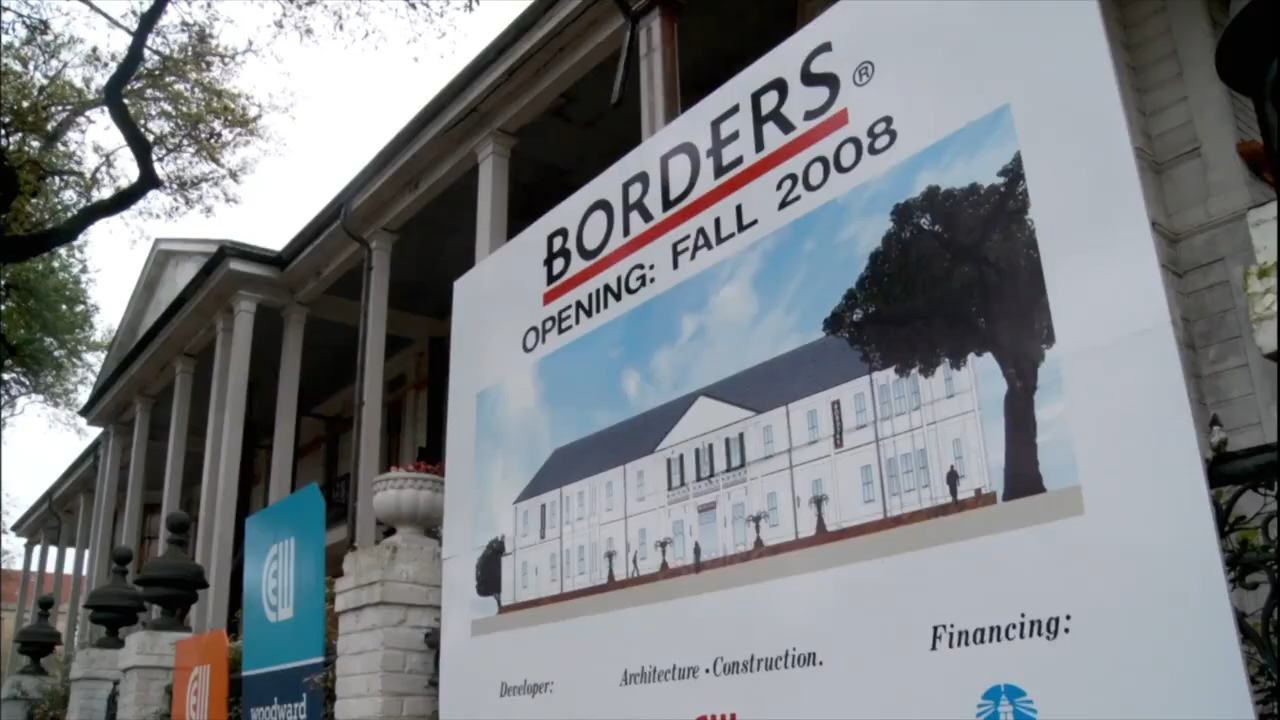 BORDERS®
OPENING: FALL 2008
Developer:
Architecture · Construction.
Financing:
woodward